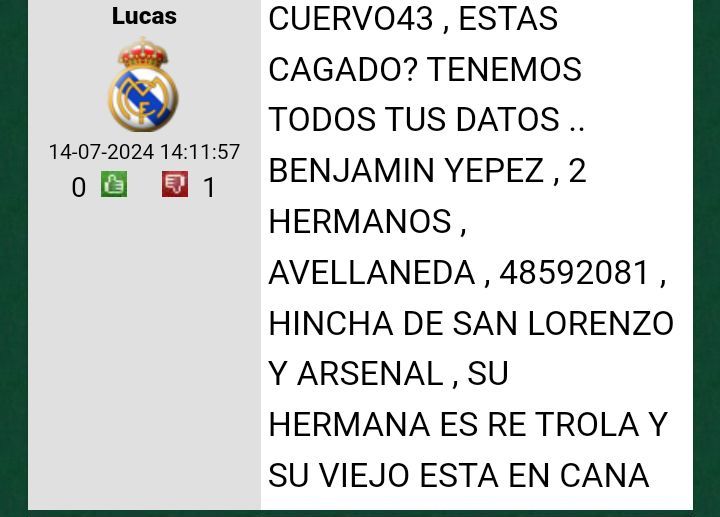 Lucas
14-07-2024 14:11:57
0 1
CUERVO43 , ESTAS
CAGADO? TENEMOS
TODOS TUS DATOS ..
BENJAMIN YEPEZ , 2
HERMANOS ,
AVELLANEDA , 48592081 ,
HINCHA DE SAN LORENZO
Y ARSENAL , SU
HERMANA ES RE TROLA Y
SU VIEJO ESTA EN CANA